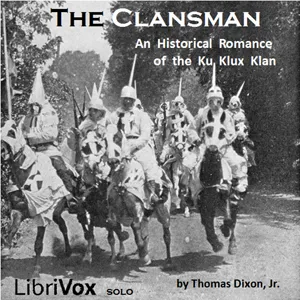 THE CLANSMAN
An Historical Romance
of the Ku Klux Klan
LibriVox SOLO
by Thomas Dixon, Jr.